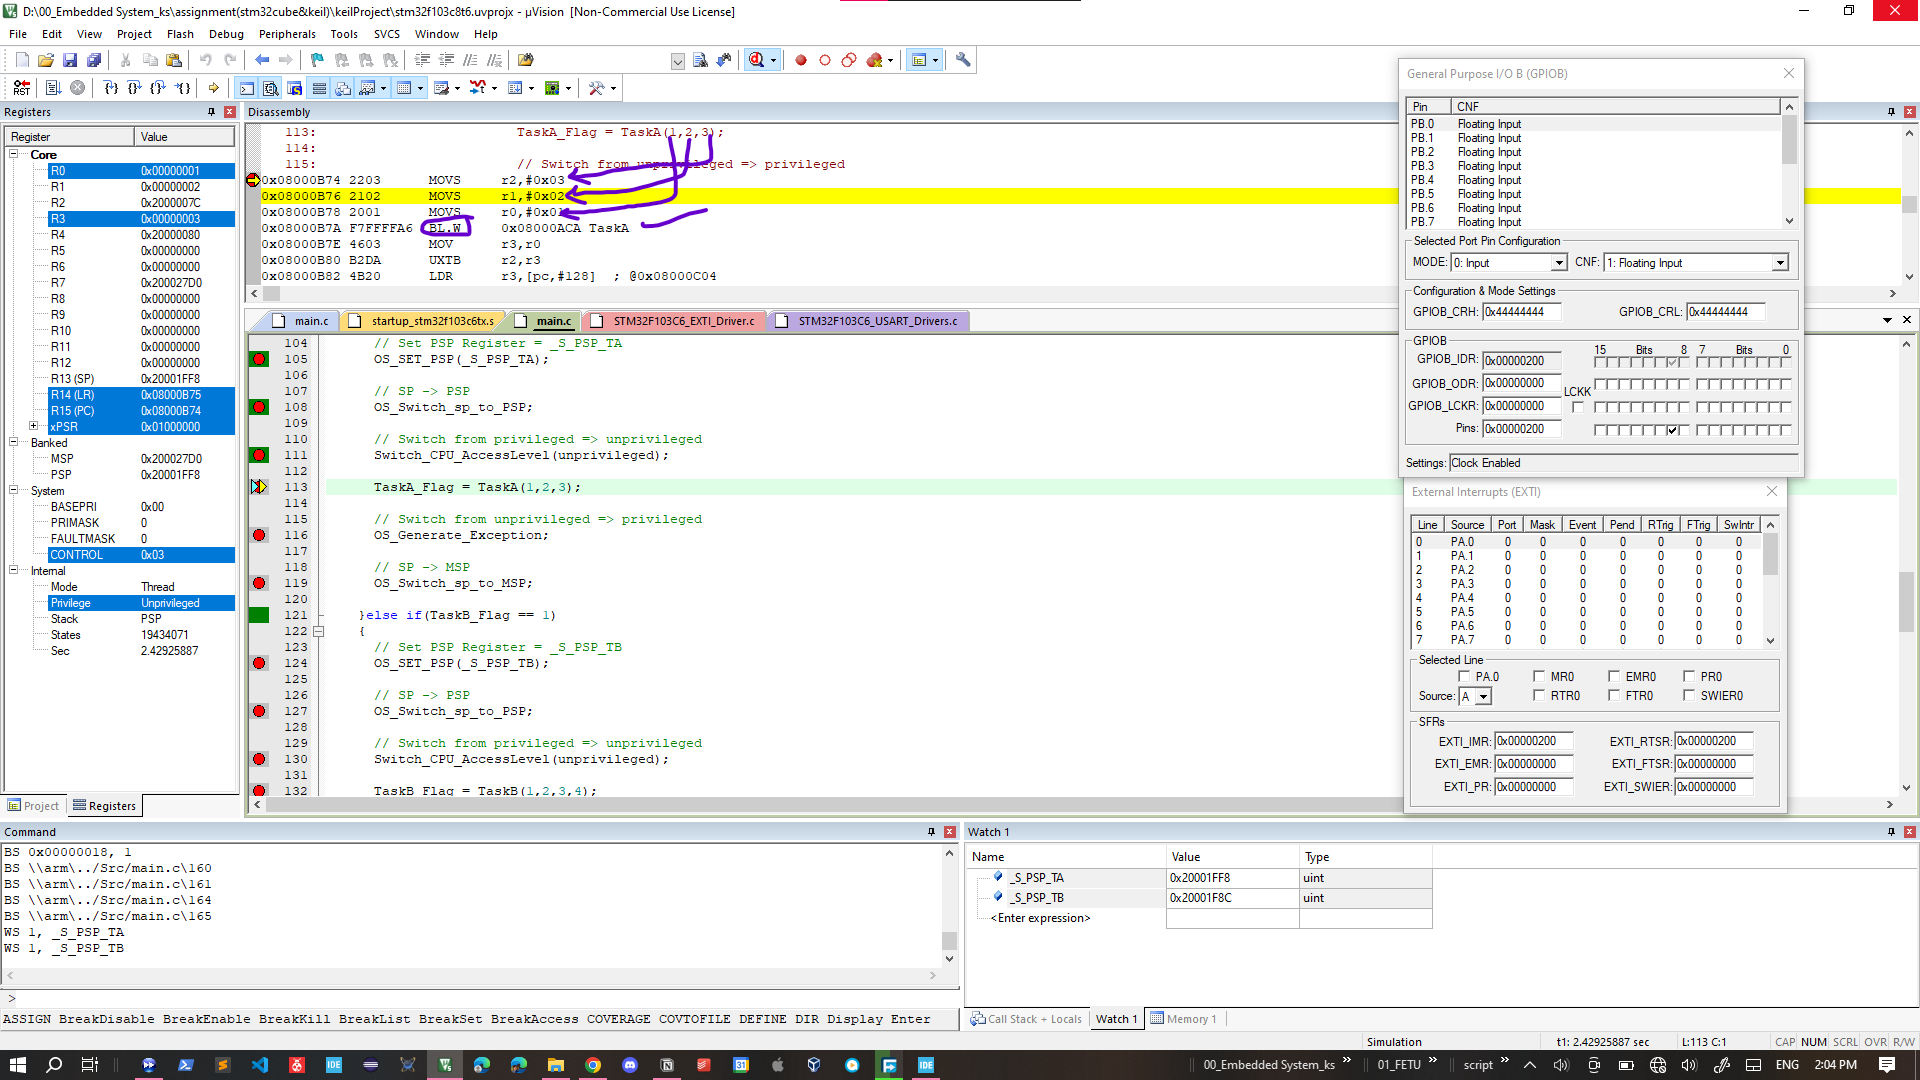 D:\00_Embedded System_ks\assignment(stm32cube&keil)\keilProject\stm32f103c8t6.uvprojx - µVision  [Non-Commercial Use License]
File Edit View Project Flash Debug Peripherals Tools SVCS Window Help
Registers
Register Value
Core
R0 0x00000001
R1 0x00000002
R2 0x2000007C
R3 0x00000003
R4 0x20000080
R5 0x00000000
R6 0x00000000
R7 0x200027D0
R8 0x00000000
R9 0x00000000
R10 0x00000000
R11 0x00000000
R12 0x00000000
R13 (SP) 0x20001FF8
R14 (LR) 0x08000B75
R15 (PC) 0x08000B74
xPSR 0x01000000
Banked
MSP 0x200027D0
PSP 0x20001FF8
System
BASEPRI 0x00
PRIMASK 0
FAULTMASK 0
CONTROL 0x03
Internal
Mode Thread
Privilege Unprivileged
Stack PSP
States 19434071
Sec 2.42925887
Project Registers
Disassembly
113: TaskA_Flag = TaskA(1,2,3);
114:
115: // Switch from unprivileged => privileged
0x08000B74 2203 MOVS r2,#0x03
0x08000B76 2102 MOVS r1,#0x02
0x08000B78 2001 MOVS r0,#0x01
0x08000B7A F7FFFFA6 BL.W 0x08000ACA TaskA
0x08000B7E 4603 MOV r3,r0
0x08000B80 B2DA UXTB r2,r3
0x08000B82 4B20 LDR r3,[pc,#128] ; @0x08000C04
main.c startup_stm32f103c6tx.s main.c STM32F103C6_EXTI_Driver.c STM32F103C6_USART_Drivers.c
104 // Set PSP Register = _S_PSP_TA
105 OS_SET_PSP(_S_PSP_TA);
106
107 // SP -> PSP
108 OS_Switch_sp_to_PSP;
109
110 // Switch from privileged => unprivileged
111 Switch_CPU_AccessLevel(unprivileged);
112
113 TaskA_Flag = TaskA(1,2,3);
114
115 // Switch from unprivileged => privileged
116 OS_Generate_Exception;
117
118 // SP -> MSP
119 OS_Switch_sp_to_MSP;
120
121 }else if(TaskB_Flag == 1)
122 {
123 // Set PSP Register = _S_PSP_TB
124 OS_SET_PSP(_S_PSP_TB);
125
126 // SP -> PSP
127 OS_Switch_sp_to_PSP;
128
129 // Switch from privileged => unprivileged
130 Switch_CPU_AccessLevel(unprivileged);
131
132 TaskB_Flag = TaskB(1,2,3,4);
General Purpose I/O B (GPIOB)
Pin CNF
PB.0 Floating Input
PB.1 Floating Input
PB.2 Floating Input
PB.3 Floating Input
PB.4 Floating Input
PB.5 Floating Input
PB.6 Floating Input
PB.7 Floating Input
Selected Port Pin Configuration
MODE: 0: Input CNF: 1: Floating Input
Configuration & Mode Settings
GPIOB_CRH: 0x44444444 GPIOB_CRL: 0x44444444
GPIOB
15 Bits 8 7 Bits 0
GPIOB_IDR: 0x00000200
GPIOB_ODR: 0x00000000
LCKK
GPIOB_LCKR: 0x00000000
Pins: 0x00000200
Settings: Clock Enabled
External Interrupts (EXTI)
Line Source Port Mask Event Pend RTrig FTrig SwIntr
0 PA.0 0 0 0 0 0 0 0
1 PA.1 0 0 0 0 0 0 0
2 PA.2 0 0 0 0 0 0 0
3 PA.3 0 0 0 0 0 0 0
4 PA.4 0 0 0 0 0 0 0
5 PA.5 0 0 0 0 0 0 0
6 PA.6 0 0 0 0 0 0 0
7 PA.7 0 0 0 0 0 0 0
Selected Line
PA.0 MR0 EMR0 PR0
Source: A RTR0 FTR0 SWIER0
SFRs
EXTI_IMR: 0x00000200 EXTI_RTSR: 0x00000200
EXTI_EMR: 0x00000000 EXTI_FTSR: 0x00000000
EXTI_PR: 0x00000000 EXTI_SWIER: 0x00000000
Command
BS 0x00000018, 1
BS \\arm\../Src/main.c\160
BS \\arm\../Src/main.c\161
BS \\arm\../Src/main.c\164
BS \\arm\../Src/main.c\165
WS 1, _S_PSP_TA
WS 1, _S_PSP_TB
>
ASSIGN BreakDisable BreakEnable BreakKill BreakList BreakSet BreakAccess COVERAGE COVTOFILE DEFINE DIR Display Enter
Watch 1
Name Value Type
_S_PSP_TA 0x20001FF8 uint
_S_PSP_TB 0x20001F8C uint
<Enter expression>
Call Stack + Locals Watch 1 Memory 1
Simulation t1: 2.42925887 sec L:113 C:1 CAP NUM SCRL OVR R/W
00_Embedded System_ks 01_FETU script ENG 2:04 PM